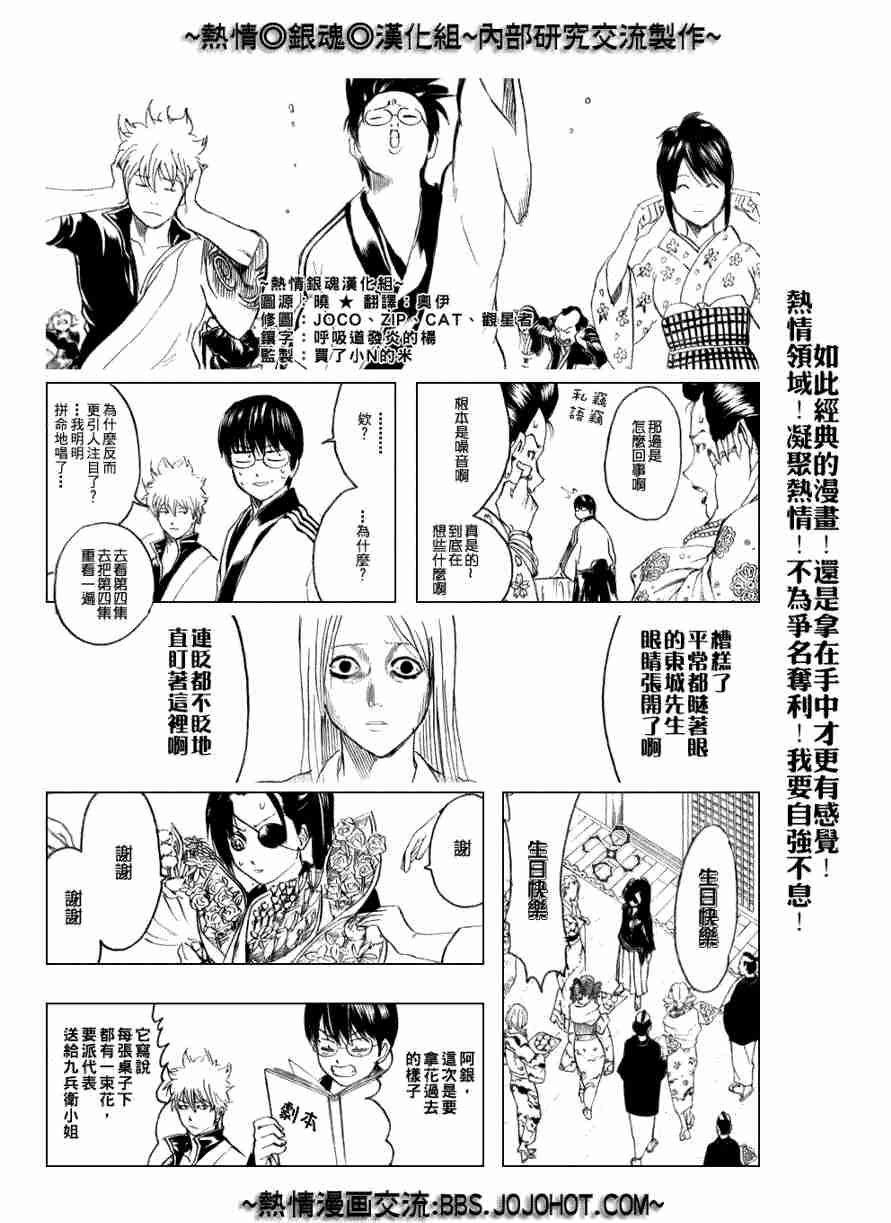 ~熱情◎銀魂◎漢化組~內部研究交流製作~
~熱情銀魂漢化組~
圖源：曉 ★ 翻譯：奧伊
修圖：JOCO、ZIP、CAT、觀星者
鑲字：呼吸道發炎的楊
監製：買了小N的米
如此經典的漫畫！還是拿在手中才更有感覺！
熱情領域！凝聚熱情！不為爭名奪利！我要自強不息！
那邊是
怎麼回事啊
竊竊
私語
根本是噪音啊
真是的~
到底在
想些什麼啊
……
欸？
…為什麼？
為什麼反而
更引人注目了？
…我明明
拼命地唱了…
去看第四集
去把第四集
重看一遍
糟糕了
平常都瞇著眼
的東城先生
眼睛張開了啊
連眨都不眨地
直盯著這裡啊
生日快樂
生日快樂
謝
謝謝
謝謝
阿銀，
這次是要
拿花過去
的樣子
劇本
它寫說
每張桌子下
都有一束花，
要派代表
送給九兵衛小姐
~熱情漫画交流:BBS.JOJOHOT.COM~